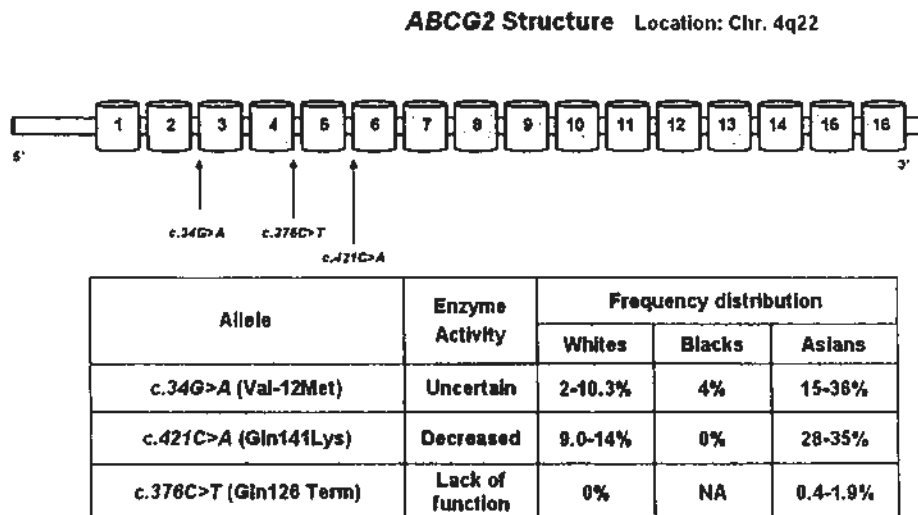 ABCG2 Structure Location: Chr. 4q22
1 2 3 4 5 6 7 8 9 10 11 12 13 14 15 16
5' 3'
c.34G>A c.376C>T
c.421C>A
Allele Enzyme Activity Frequency distribution
Whites Blacks Asians
c.34G>A (Val-12Met) Uncertain 2-10.3% 4% 15-36%
c.421C>A (Gln141Lys) Decreased 9.0-14% 0% 28-35%
c.376C>T (Gln126 Term) Lack of function 0% NA 0.4-1.9%